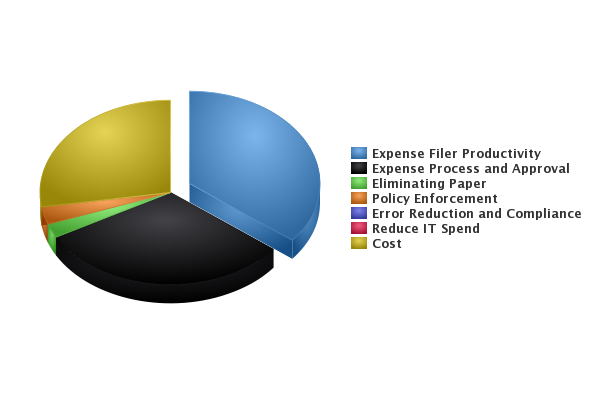 Expense Filer Productivity
Expense Process and Approval
Eliminating Paper
Policy Enforcement
Error Reduction and Compliance
Reduce IT Spend
Cost